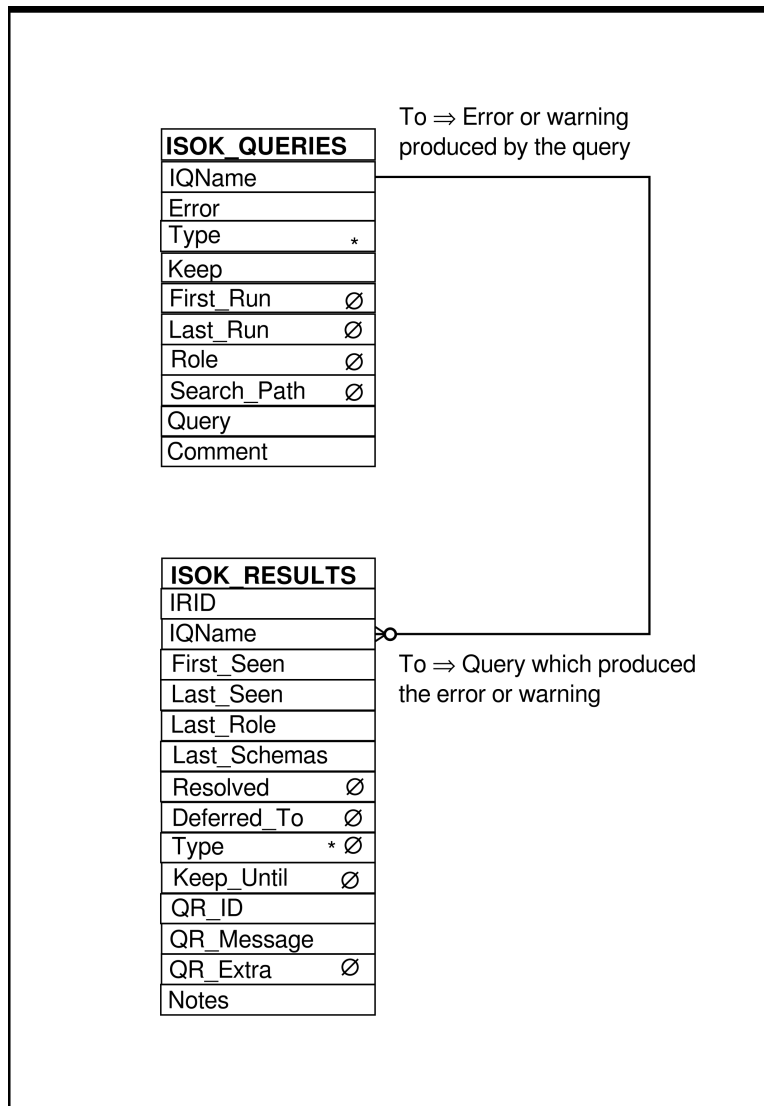 To ⇒ Error or warning
produced by the query
ISOK_QUERIES
IQName
Error
Type *
Keep
First_Run ∅
Last_Run ∅
Role ∅
Search_Path ∅
Query
Comment
ISOK_RESULTS
IRID
IQName
To ⇒ Query which produced
the error or warning
First_Seen
Last_Seen
Last_Role
Last_Schemas
Resolved ∅
Deferred_To ∅
Type * ∅
Keep_Until ∅
QR_ID
QR_Message
QR_Extra ∅
Notes